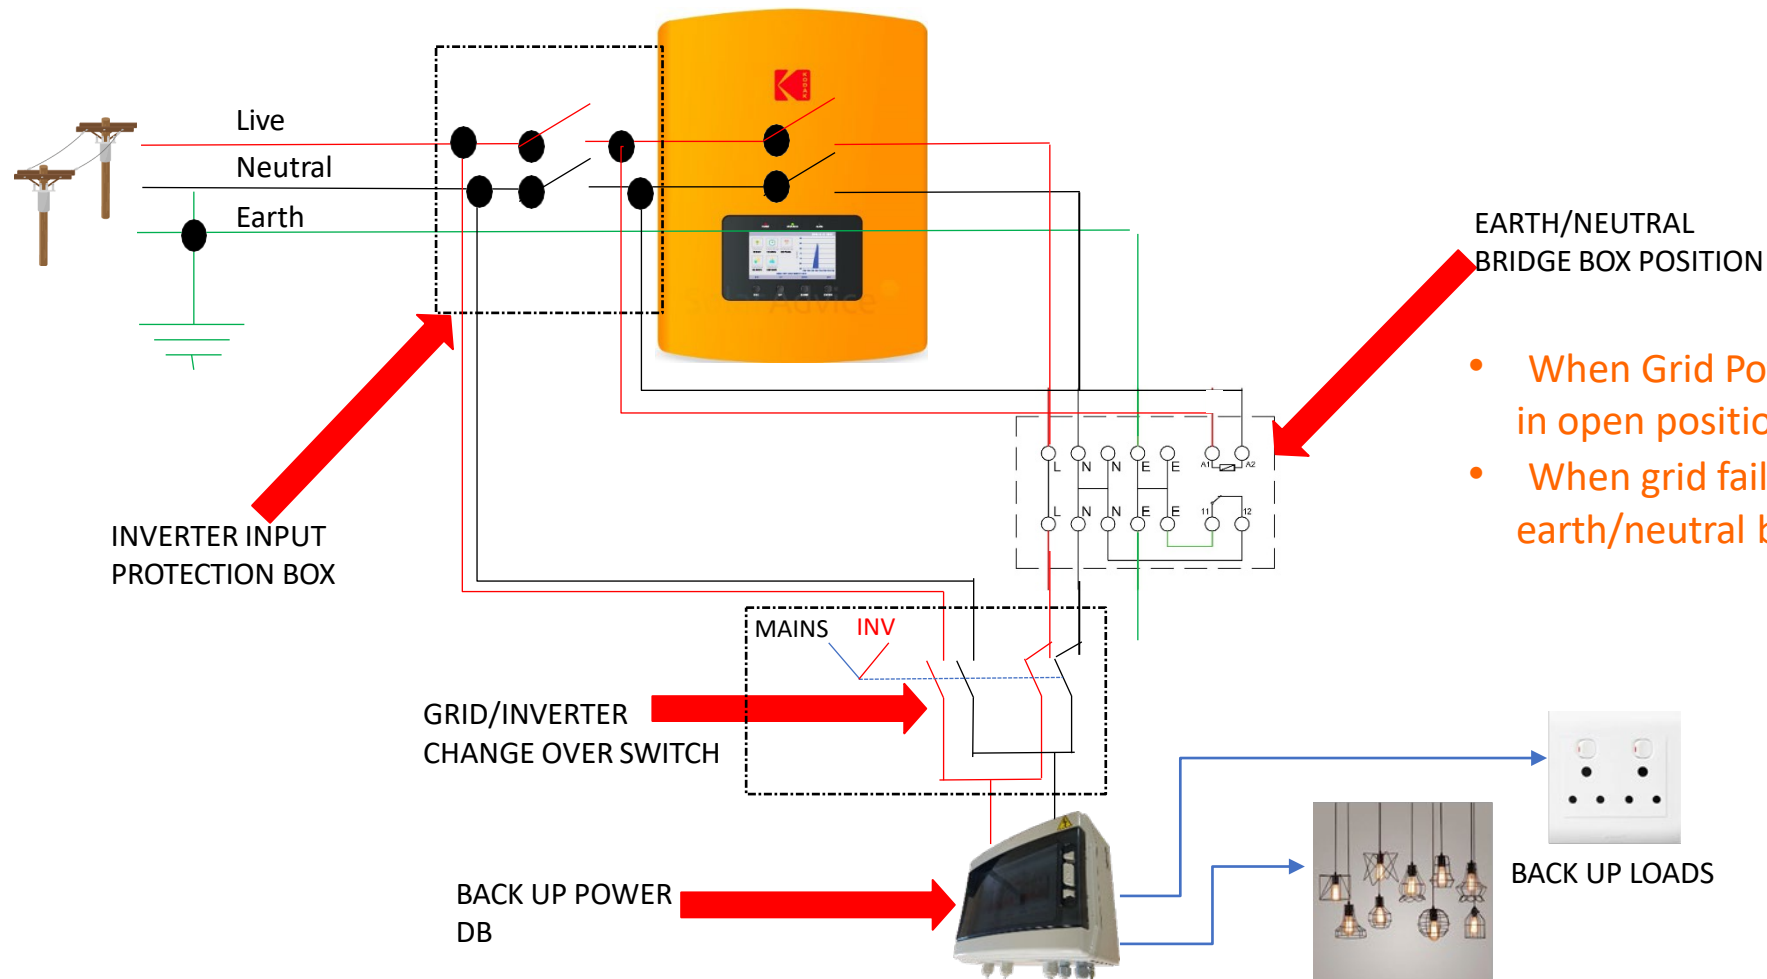 Live
Neutral
Earth
KODAK
Advice
EARTH/NEUTRAL
BRIDGE BOX POSITION
• When Grid Po
in open positio
• When grid fail
earth/neutral b
L N N E E A1 A2
L N N E E 11 12
INVERTER INPUT
PROTECTION BOX
MAINS INV
GRID/INVERTER
CHANGE OVER SWITCH
BACK UP POWER
DB
BACK UP LOADS